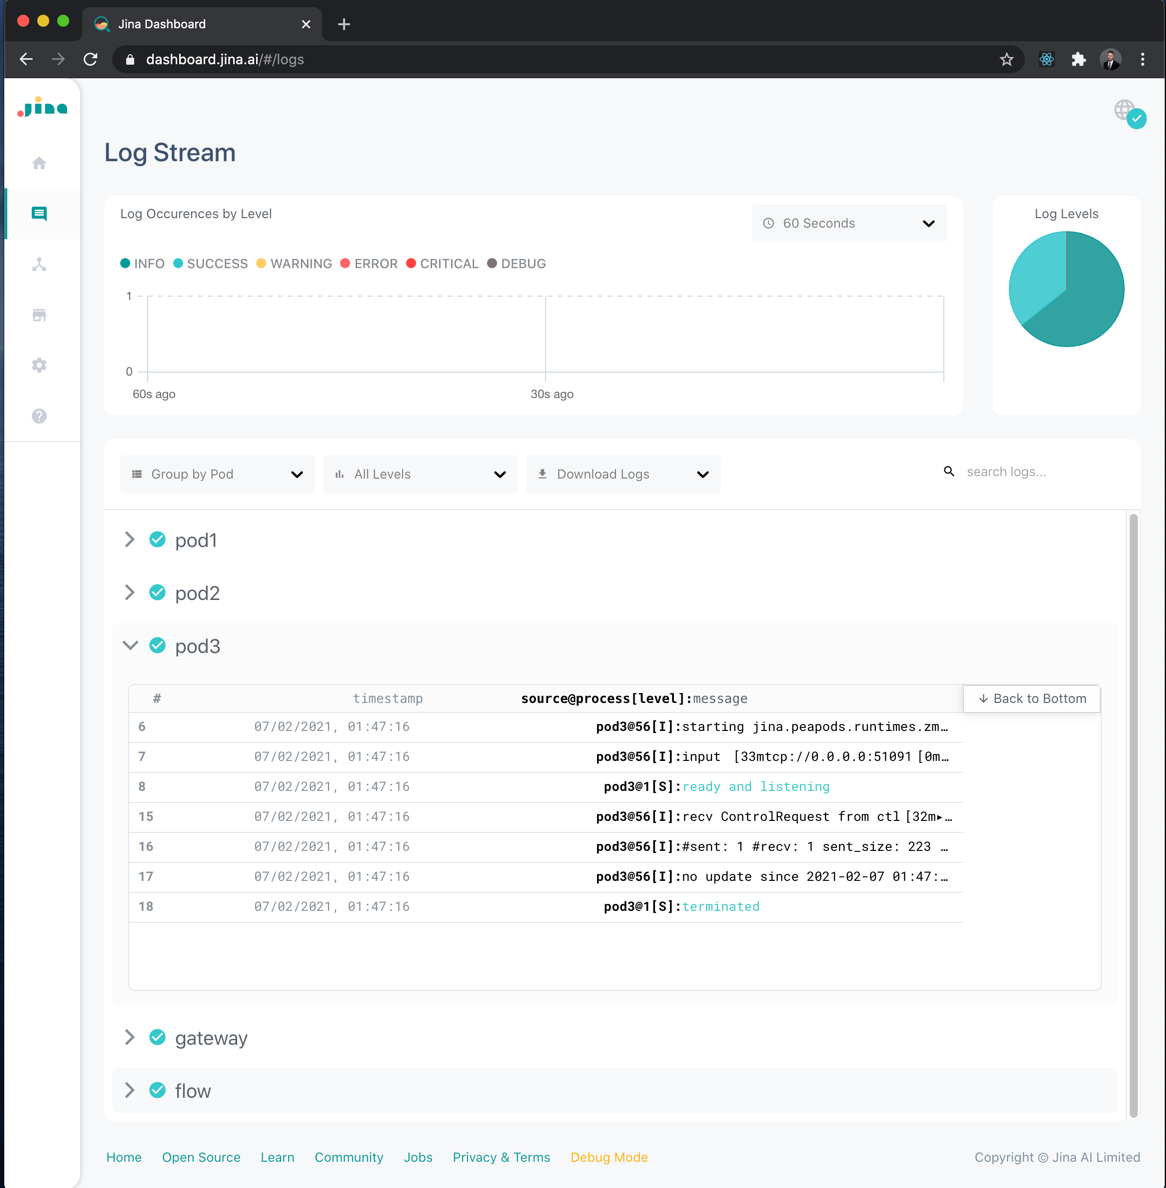 Jina Dashboard
dashboard.jina.ai/#/logs
jina
Log Stream
Log Occurences by Level
60 Seconds
Log Levels
INFO SUCCESS WARNING ERROR CRITICAL DEBUG
1
0
60s ago 30s ago
Group by Pod All Levels Download Logs search logs...
pod1
pod2
pod3
# timestamp source@process[level]:message ↓ Back to Bottom
6 07/02/2021, 01:47:16 pod3@56[I]:starting jina.peapods.runtimes.zm…
7 07/02/2021, 01:47:16 pod3@56[I]:input [33mtcp://0.0.0.0:51091[0m…
8 07/02/2021, 01:47:16 pod3@1[S]:ready and listening
15 07/02/2021, 01:47:16 pod3@56[I]:recv ControlRequest from ctl[32m▸…
16 07/02/2021, 01:47:16 pod3@56[I]:#sent: 1 #recv: 1 sent_size: 223 …
17 07/02/2021, 01:47:16 pod3@56[I]:no update since 2021-02-07 01:47:…
18 07/02/2021, 01:47:16 pod3@1[S]:terminated
gateway
flow
Home Open Source Learn Community Jobs Privacy & Terms Debug Mode Copyright © Jina AI Limited